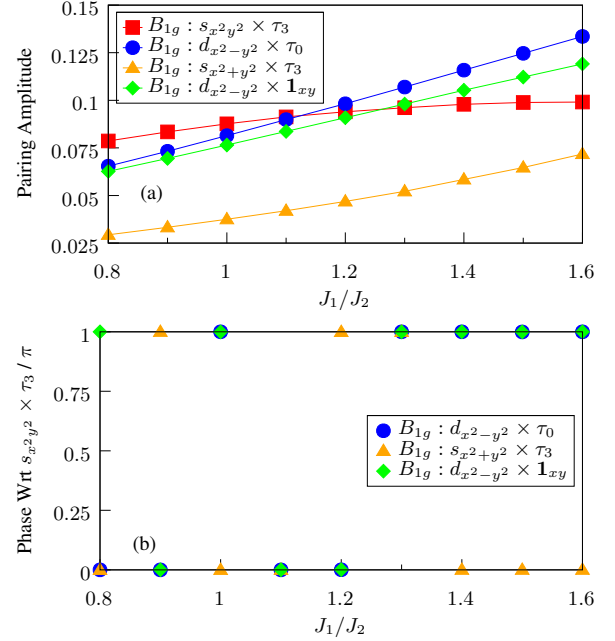 0.15
0.125
0.1
0.075
0.05
0.025
Pairing Amplitude
B₁g : sₓ²y² × τ₃
B₁g : dₓ²₋y² × τ₀
B₁g : sₓ²₊y² × τ₃
B₁g : dₓ²₋y² × 𝟏ₓy
(a)
0.8 1 1.2 1.4 1.6
J₁/J₂
1
0.75
0.5
0.25
0
Phase Wrt sₓ²y² × τ₃ / π
B₁g : dₓ²₋y² × τ₀
B₁g : sₓ²₊y² × τ₃
B₁g : dₓ²₋y² × 𝟏ₓy
(b)
0.8 1 1.2 1.4 1.6
J₁/J₂